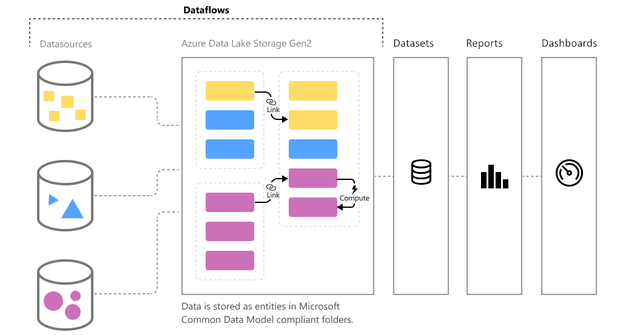 Dataflows
Datasources
Azure Data Lake Storage Gen2
Datasets
Reports
Dashboards
Link
Link
Compute
Data is stored as entities in Microsoft
Common Data Model compliant folders.